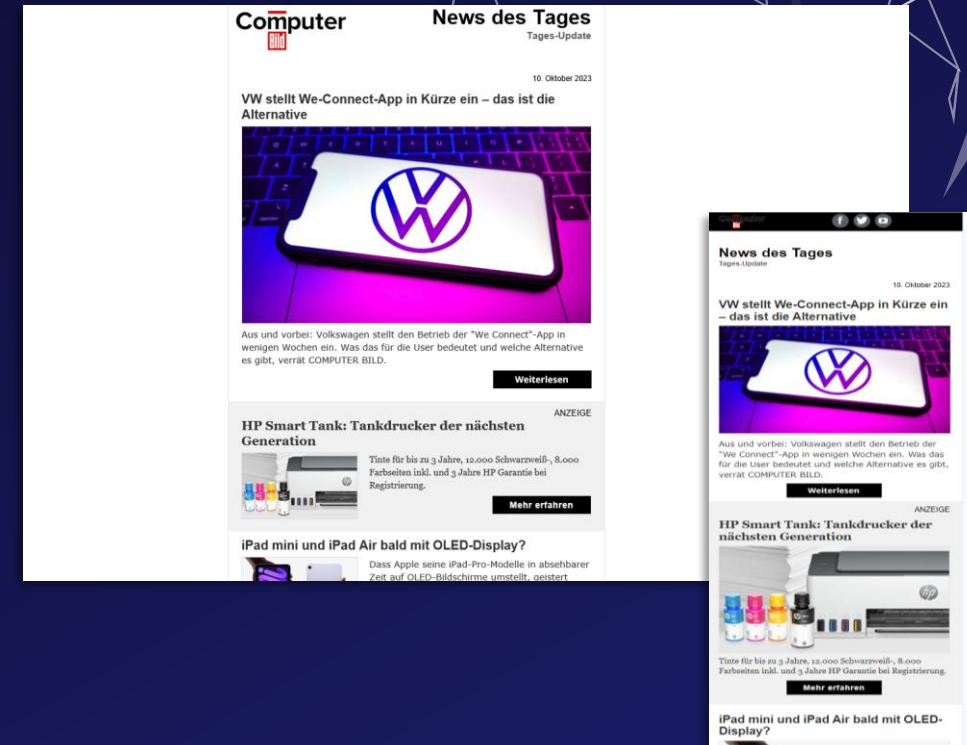 Computer
Bild
News des Tages
Tages-Update
10. Oktober 2023
VW stellt We-Connect-App in Kürze ein – das ist die
Alternative
Aus und vorbei: Volkswagen stellt den Betrieb der "We Connect"-App in
wenigen Wochen ein. Was das für die User bedeutet und welche Alternative
es gibt, verrät COMPUTER BILD.
Weiterlesen
ANZEIGE
HP Smart Tank: Tankdrucker der nächsten
Generation
Tinte für bis zu 3 Jahre, 12.000 Schwarzweiß-, 8.000
Farbseiten inkl. und 3 Jahre HP Garantie bei
Registrierung.
Mehr erfahren
iPad mini und iPad Air bald mit OLED-Display?
Dass Apple seine iPad-Pro-Modelle in absehbarer
Zeit auf OLED-Bildschirme umstellt, geistert
Computer
Bild
News des Tages
Tages-Update
10. Oktober 2023
VW stellt We-Connect-App in Kürze ein
– das ist die Alternative
Aus und vorbei: Volkswagen stellt den Betrieb der
"We Connect"-App in wenigen Wochen ein. Was das
für die User bedeutet und welche Alternative es gibt,
verrät COMPUTER BILD.
Weiterlesen
ANZEIGE
HP Smart Tank: Tankdrucker der
nächsten Generation
hp
Tinte für bis zu 3 Jahre, 12.000 Schwarzweiß-, 8.000
Farbseiten inkl. und 3 Jahre HP Garantie bei Registrierung.
Mehr erfahren
iPad mini und iPad Air bald mit OLED-
Display?